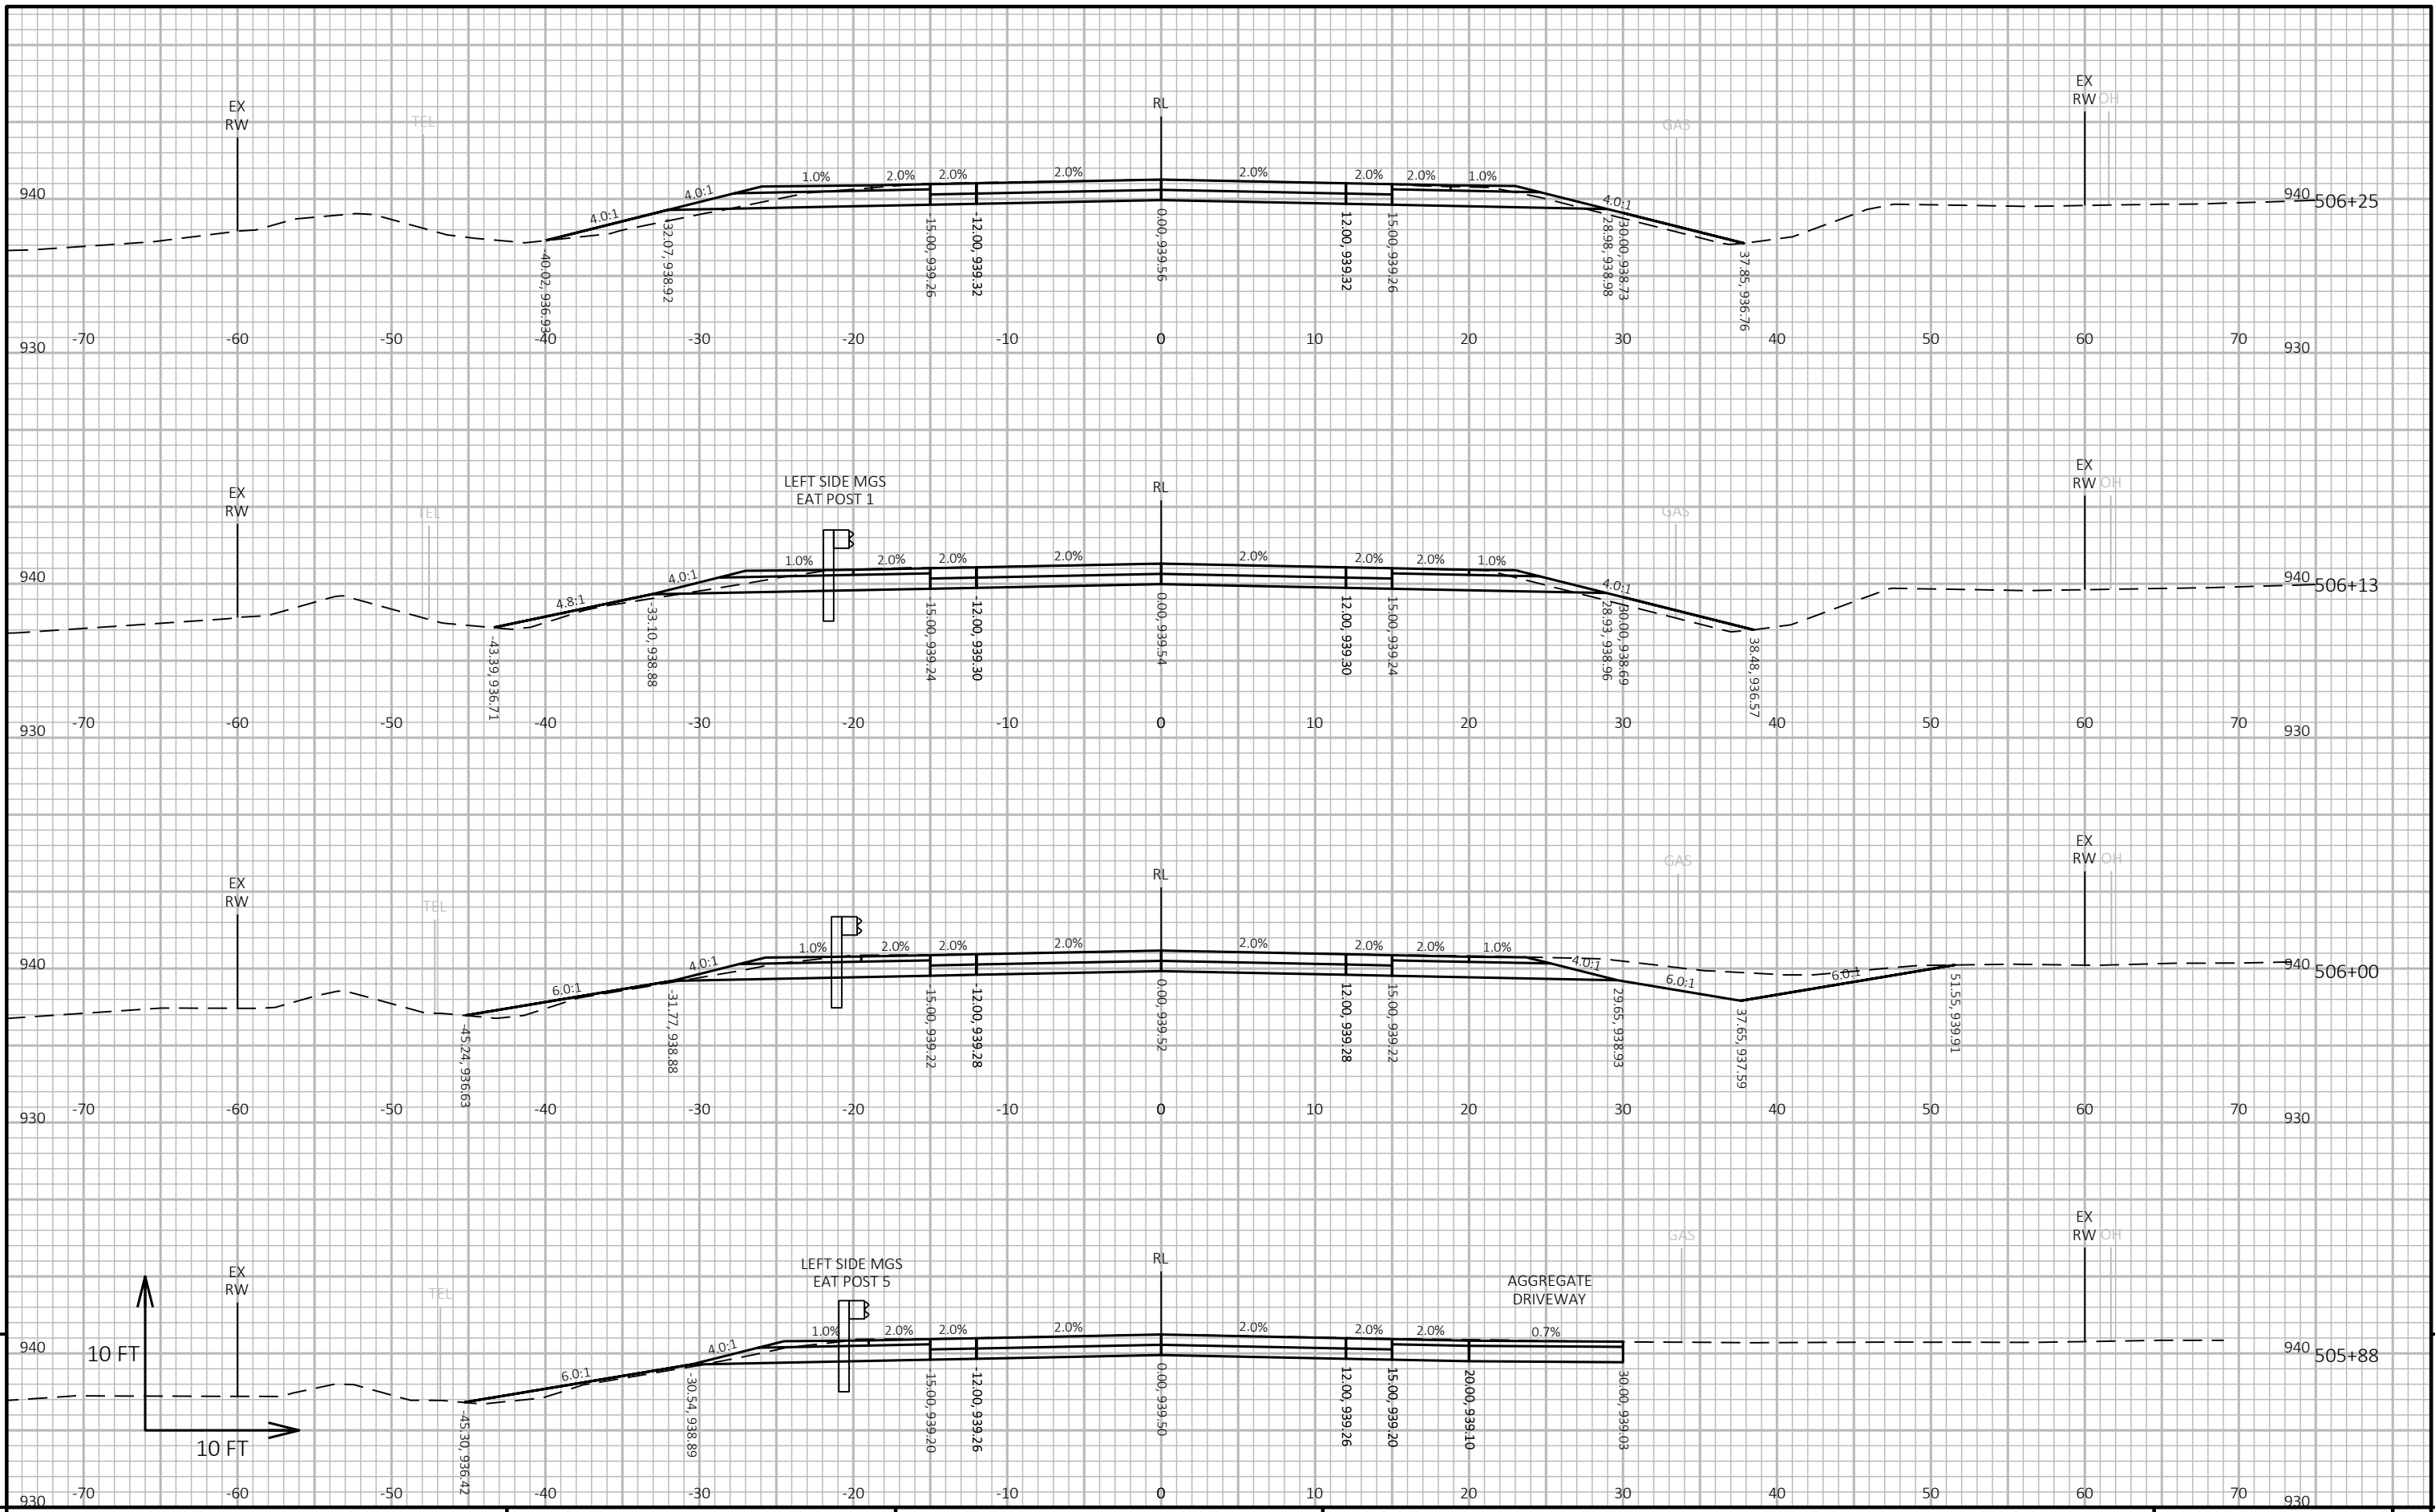 EX
RW
TEL
RL
GAS
EX
RW OH
1.0% 2.0% 2.0% 2.0% 2.0% 2.0% 2.0% 1.0%
4.0:1 4.0:1 4.0:1
940 940 506+25
-40.02, 936.93
-32.07, 938.92
-15.00, 939.26
-12.00, 939.32
0.00, 939.56
12.00, 939.32
15.00, 939.26
28.98, 938.98
30.00, 938.73
37.85, 936.76
930 -70 -60 -50 -40 -30 -20 -10 0 10 20 30 40 50 60 70 930
EX
RW
TEL
LEFT SIDE MGS
EAT POST 1
RL
GAS
EX
RW OH
1.0% 2.0% 2.0% 2.0% 2.0% 2.0% 2.0% 1.0%
4.8:1 4.0:1 4.0:1
940 940 506+13
-43.39, 936.71
-33.10, 938.88
-15.00, 939.24
-12.00, 939.30
0.00, 939.54
12.00, 939.30
15.00, 939.24
28.93, 938.96
30.00, 938.69
38.48, 936.57
930 -70 -60 -50 -40 -30 -20 -10 0 10 20 30 40 50 60 70 930
EX
RW
TEL
RL
GAS
EX
RW OH
1.0% 2.0% 2.0% 2.0% 2.0% 2.0% 2.0% 1.0%
6.0:1 4.0:1 4.0:1 6.0:1 6.0:1
940 940 506+00
-45.24, 936.63
-31.77, 938.88
-15.00, 939.22
-12.00, 939.28
0.00, 939.52
12.00, 939.28
15.00, 939.22
29.65, 938.93
37.65, 937.59
51.55, 939.91
930 -70 -60 -50 -40 -30 -20 -10 0 10 20 30 40 50 60 70 930
EX
RW
TEL
LEFT SIDE MGS
EAT POST 5
RL
AGGREGATE
DRIVEWAY
GAS
EX
RW OH
1.0% 2.0% 2.0% 2.0% 2.0% 2.0% 2.0% 0.7%
6.0:1 4.0:1
940 940 505+88
10 FT
10 FT
-45.30, 936.42
-30.54, 938.89
-15.00, 939.20
-12.00, 939.26
0.00, 939.50
12.00, 939.26
15.00, 939.20
20.00, 939.10
30.00, 939.03
930 -70 -60 -50 -40 -30 -20 -10 0 10 20 30 40 50 60 70 930